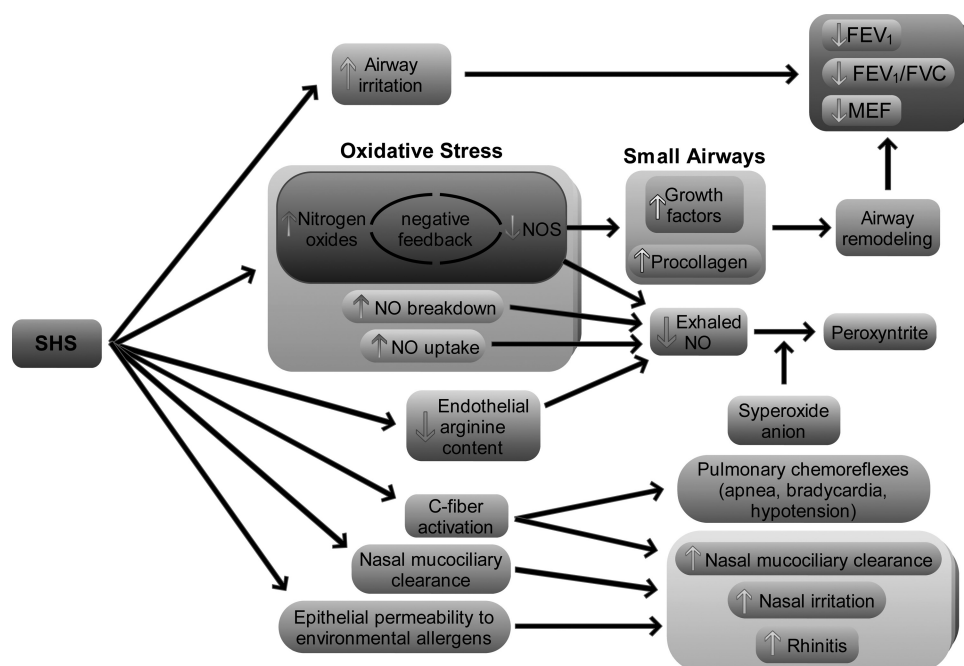 SHS
Airway
irritation
FEV₁
FEV₁/FVC
MEF
Oxidative Stress
Nitrogen
oxides
negative
feedback
NOS
NO breakdown
NO uptake
Small Airways
Growth
factors
Procollagen
Airway
remodeling
Exhaled
NO
Peroxyntrite
Syperoxide
anion
Endothelial
arginine
content
C-fiber
activation
Pulmonary chemoreflexes
(apnea, bradycardia,
hypotension)
Nasal mucociliary
clearance
Epithelial permeability to
environmental allergens
Nasal mucociliary clearance
Nasal irritation
Rhinitis